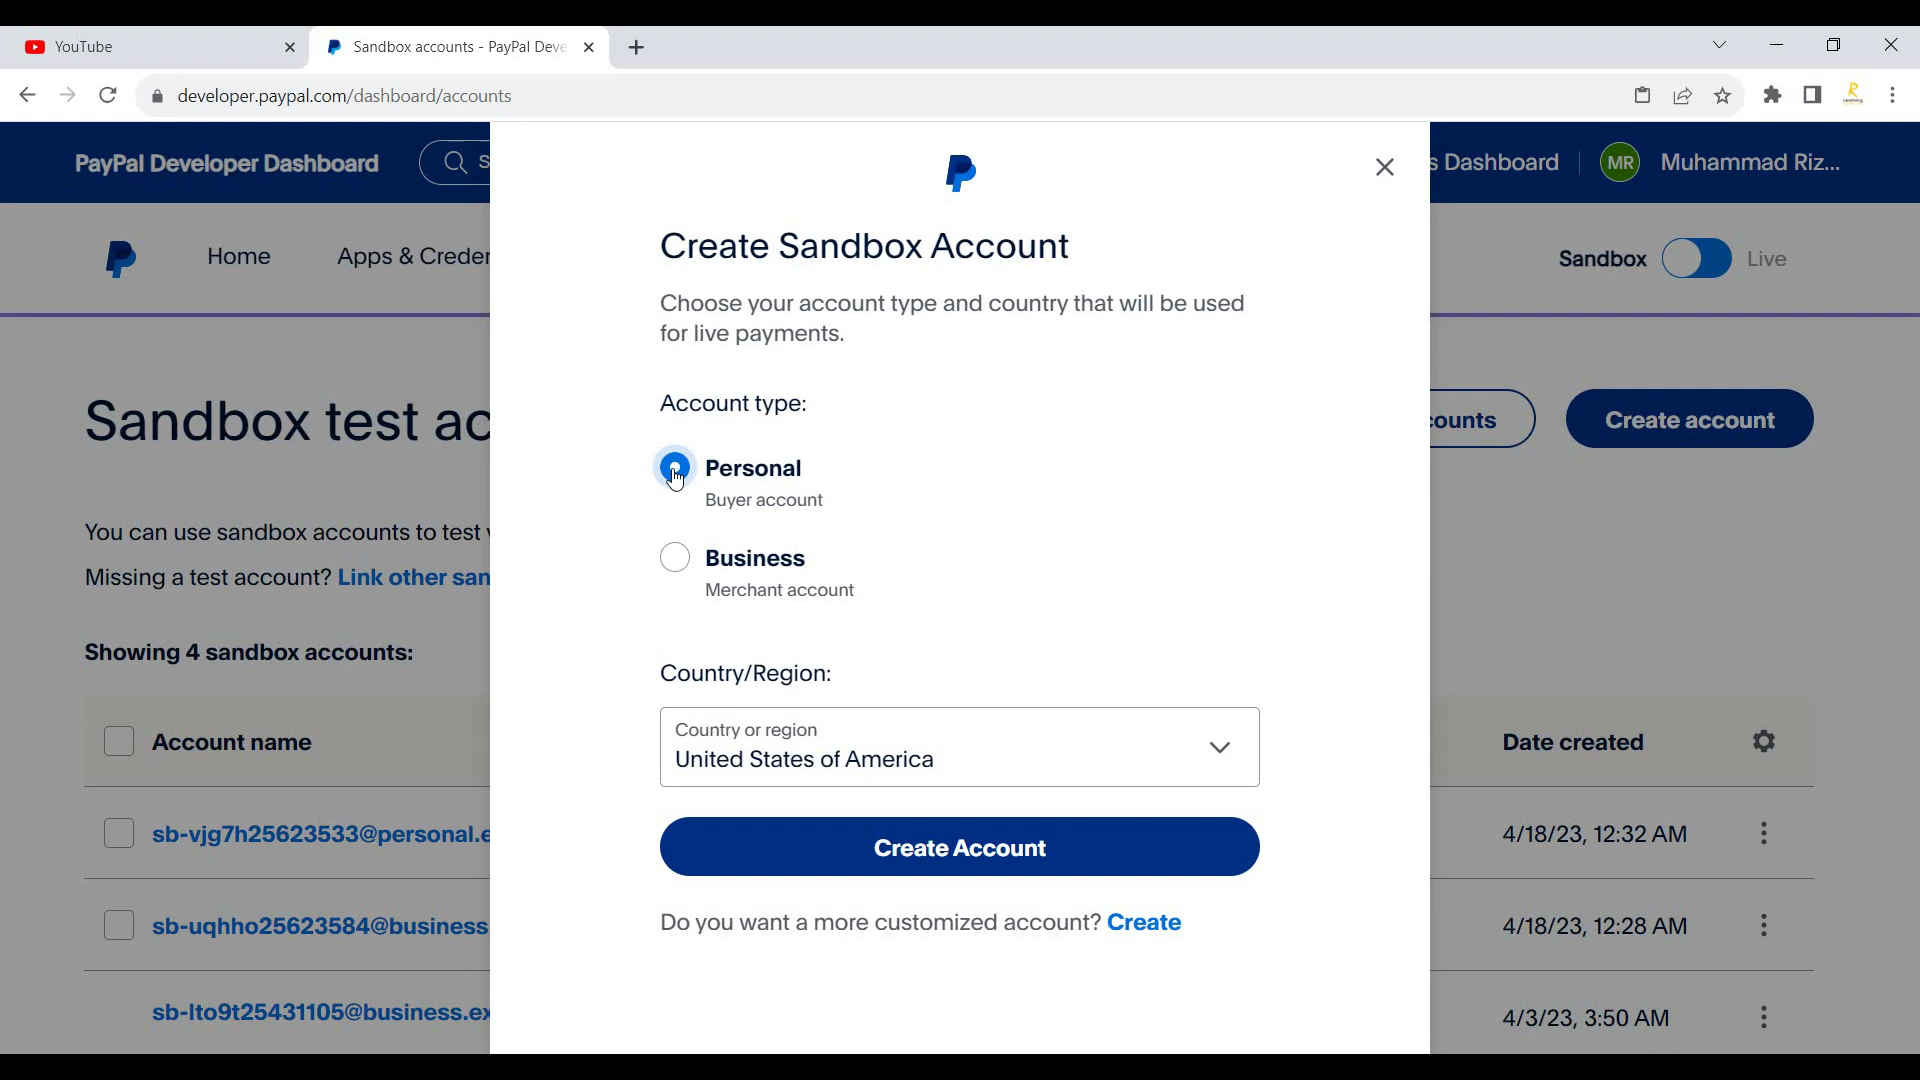 YouTube
Sandbox accounts - PayPal Deve
developer.paypal.com/dashboard/accounts
PayPal Developer Dashboard
S
s Dashboard
MR
Muhammad Riz...
Home
Apps & Creder
Sandbox
Live
Create Sandbox Account
Choose your account type and country that will be used
for live payments.
Sandbox test ac
counts
Create account
Account type:
Personal
Buyer account
Business
Merchant account
You can use sandbox accounts to test
Missing a test account? Link other san
Showing 4 sandbox accounts:
Country/Region:
Country or region
United States of America
Create Account
Do you want a more customized account? Create
Account name
Date created
sb-vjg7h25623533@personal.e
4/18/23, 12:32 AM
sb-uqhho25623584@business
4/18/23, 12:28 AM
sb-lto9t25431105@business.ex
4/3/23, 3:50 AM